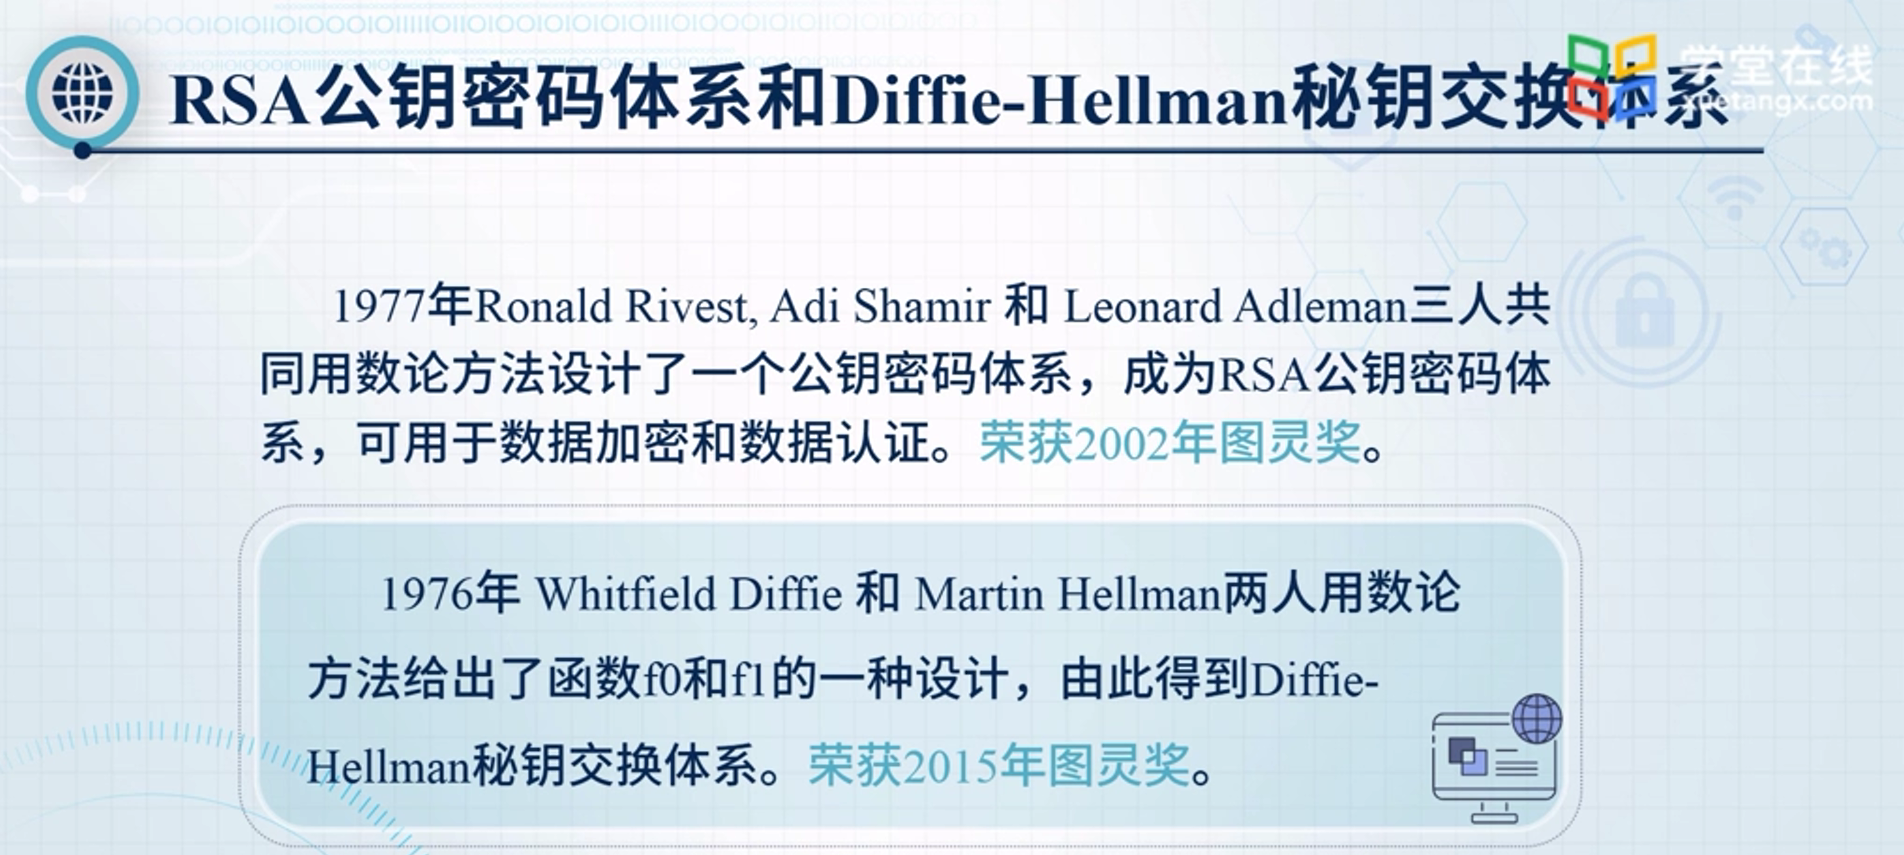 RSA公钥密码体系和Diffie-Hellman秘钥交换体系
学堂在线
xuetangx.com
1977年Ronald Rivest, Adi Shamir 和 Leonard Adleman三人共
同用数论方法设计了一个公钥密码体系，成为RSA公钥密码体
系，可用于数据加密和数据认证。荣获2002年图灵奖。
1976年 Whitfield Diffie 和 Martin Hellman两人用数论
方法给出了函数f0和f1的一种设计，由此得到Diffie-
Hellman秘钥交换体系。荣获2015年图灵奖。